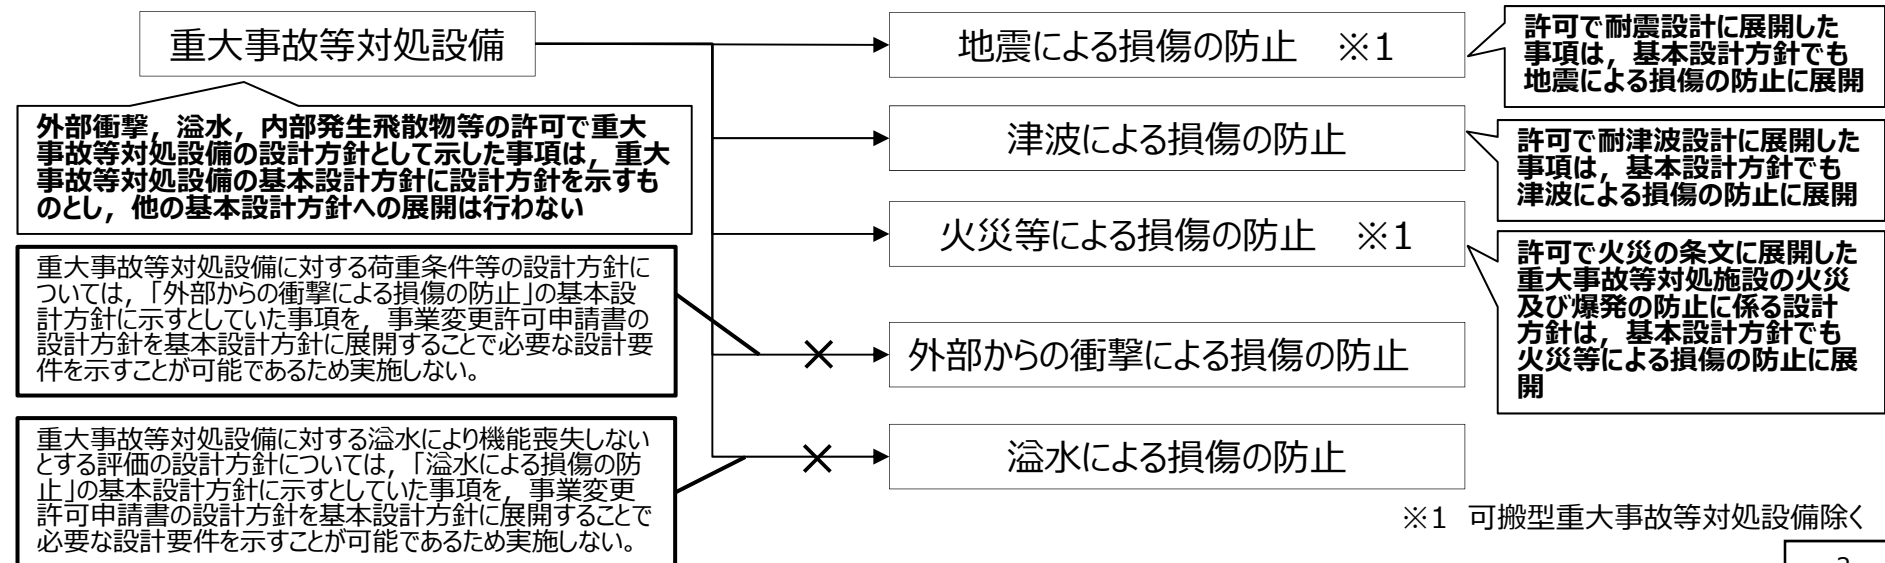 重大事故等対処設備
外部衝撃，溢水，内部発生飛散物等の許可で重大
事故等対処設備の設計方針として示した事項は，重大
事故等対処設備の基本設計方針に設計方針を示すも
のとし，他の基本設計方針への展開は行わない
重大事故等対処設備に対する荷重条件等の設計方針に
ついては，「外部からの衝撃による損傷の防止」の基本設
計方針に示すとしていた事項を，事業変更許可申請書の
設計方針を基本設計方針に展開することで必要な設計要
件を示すことが可能であるため実施しない。
重大事故等対処設備に対する溢水により機能喪失しない
とする評価の設計方針については，「溢水による損傷の防
止」の基本設計方針に示すとしていた事項を，事業変更
許可申請書の設計方針を基本設計方針に展開することで
必要な設計要件を示すことが可能であるため実施しない。
地震による損傷の防止　※1
津波による損傷の防止
火災等による損傷の防止　※1
外部からの衝撃による損傷の防止
溢水による損傷の防止
許可で耐震設計に展開した
事項は，基本設計方針でも
地震による損傷の防止に展開
許可で耐津波設計に展開した
事項は，基本設計方針でも
津波による損傷の防止に展開
許可で火災の条文に展開した
重大事故等対処施設の火災
及び爆発の防止に係る設計
方針は，基本設計方針でも
火災等による損傷の防止に展
開
※1　可搬型重大事故等対処設備除く